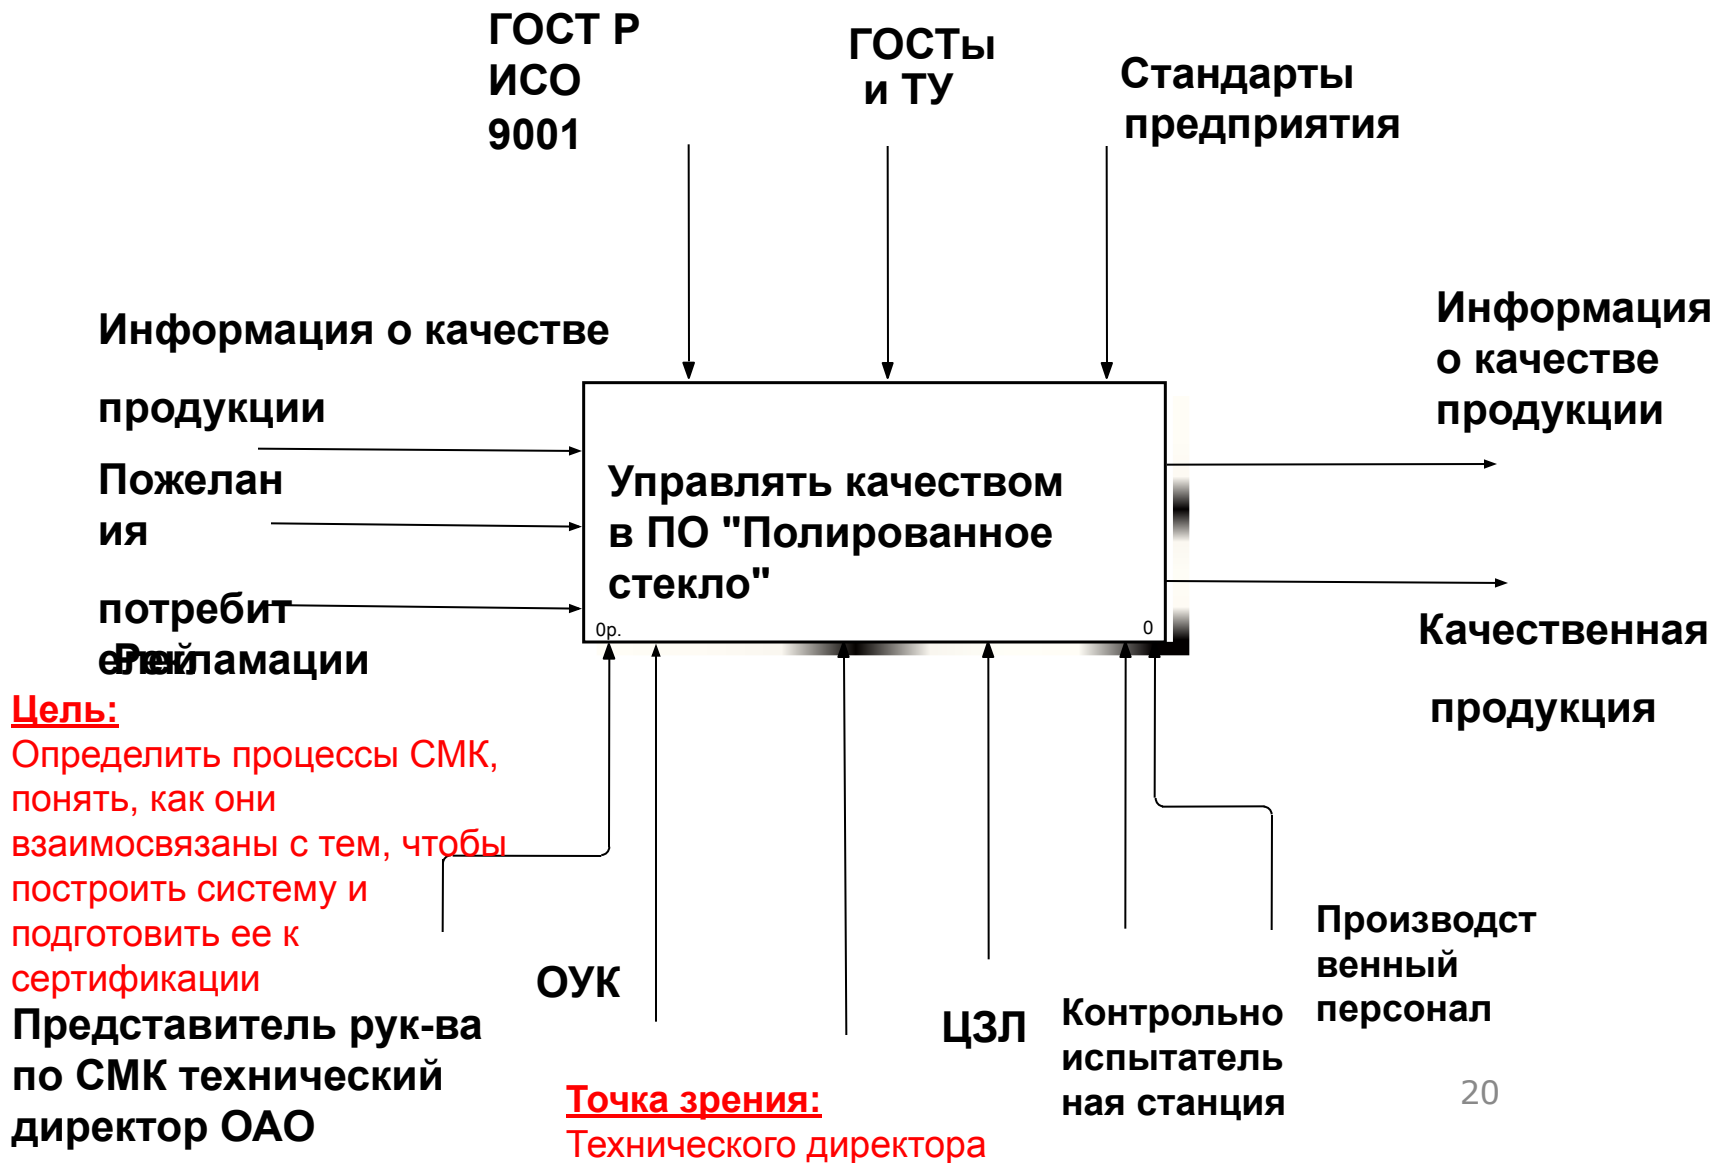 ГОСТ Р
ИСО
9001
ГОСТы
и ТУ
Стандарты
предприятия
Информация о качестве
продукции
Пожелан
ия
потребит
елей
Рекламации
Управлять качеством
в ПО "Полированное
стекло"
0р.
0
Информация
о качестве
продукции
Качественная
продукция
Цель:
Определить процессы СМК,
понять, как они
взаимосвязаны с тем, чтобы
построить систему и
подготовить ее к
сертификации
Представитель рук-ва
по СМК технический
директор ОАО
ОУК
Точка зрения:
Технического директора
ЦЗЛ
Контрольно
испытатель
ная станция
Производст
венный
персонал
20